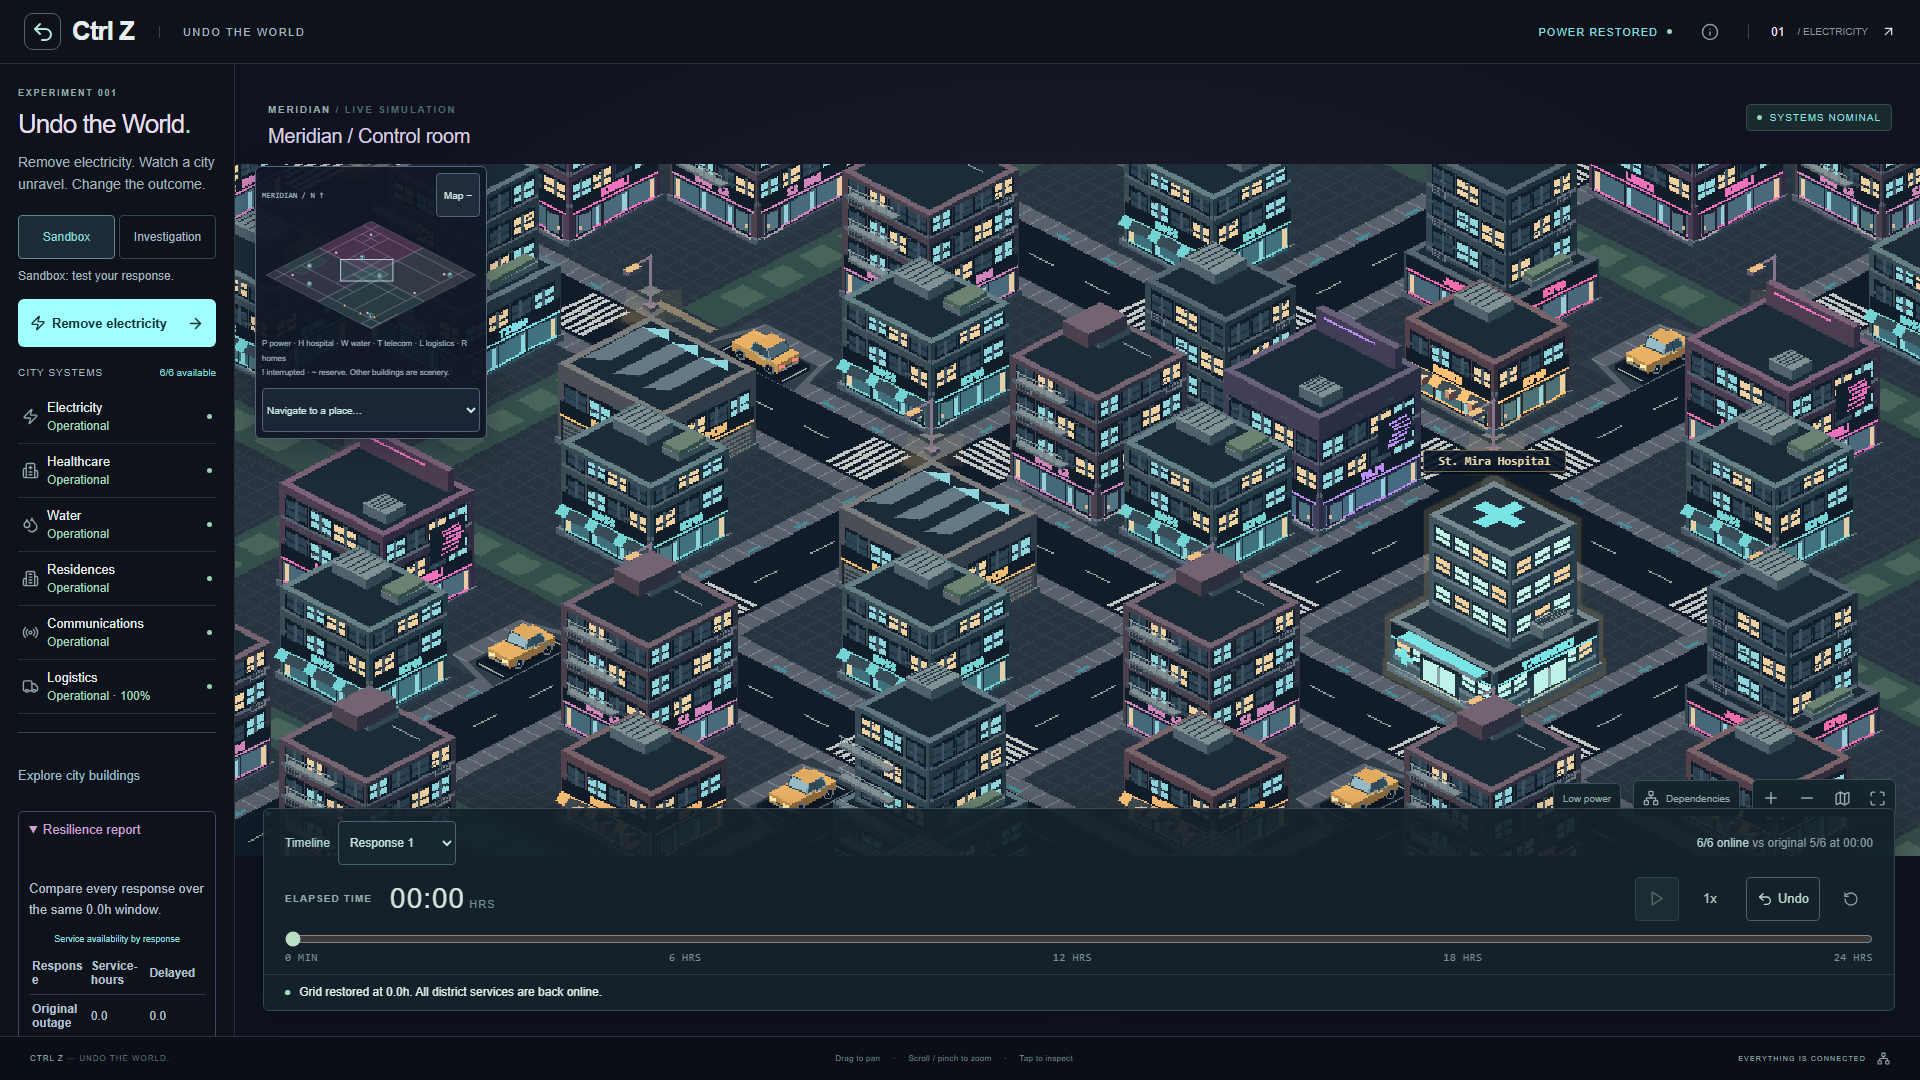 Ctrl Z
UNDO THE WORLD
POWER RESTORED
01 / ELECTRICITY
EXPERIMENT 001
Undo the World.
Remove electricity. Watch a city
unravel. Change the outcome.
Sandbox
Investigation
Sandbox: test your response.
Remove electricity
CITY SYSTEMS
6/6 available
Electricity
Operational
Healthcare
Operational
Water
Operational
Residences
Operational
Communications
Operational
Logistics
Operational · 100%
Explore city buildings
▼ Resilience report
Compare every response over
the same 0.0h window.
Service availability by response
Respons
e
Service-
hours
Delayed
Original
outage
0.0
0.0
MERIDIAN / LIVE SIMULATION
Meridian / Control room
SYSTEMS NOMINAL
MERIDIAN / N ↑
Map −
P power · H hospital · W water · T telecom · L logistics · R
homes
! interrupted · ~ reserve. Other buildings are scenery.
Navigate to a place...
St. Mira Hospital
Low power
Dependencies
Timeline
Response 1
6/6 online vs original 5/6 at 00:00
ELAPSED TIME 00:00 HRS
1x
Undo
0 MIN
6 HRS
12 HRS
18 HRS
24 HRS
Grid restored at 0.0h. All district services are back online.
CTRL Z — UNDO THE WORLD.
Drag to pan · Scroll / pinch to zoom · Tap to inspect
EVERYTHING IS CONNECTED